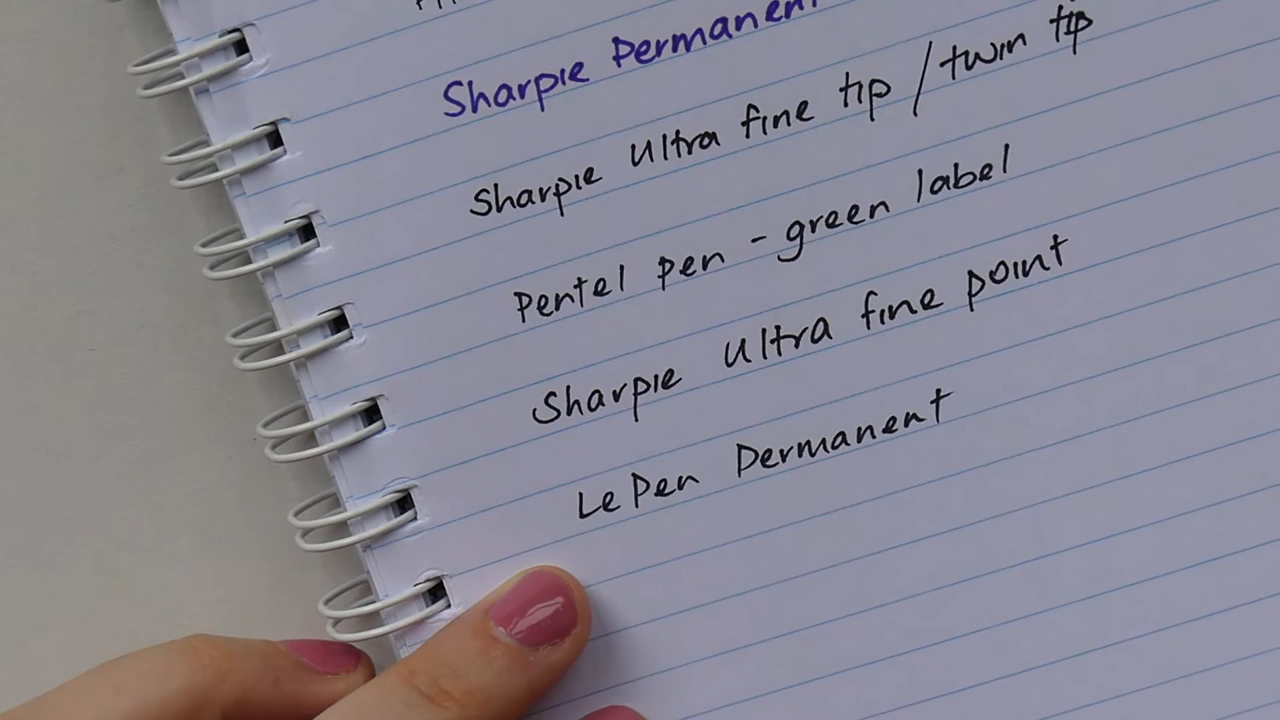 Sharpie Permanent
Sharpie Ultra fine tip / twin tip
Pentel pen - green label
Sharpie Ultra fine point
Le Pen Permanent